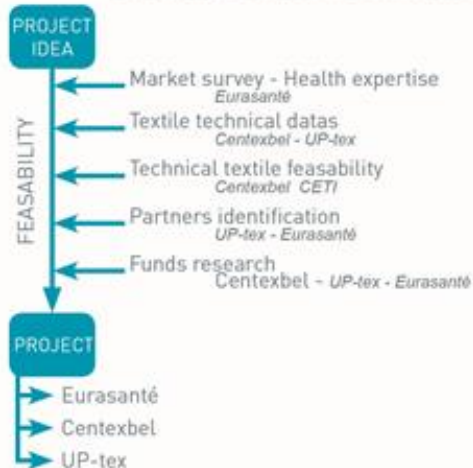 PROJECT
IDEA
FEASABILITY
Market survey - Health expertise
Eurasanté
Textile technical datas
Centexbel - UP-tex
Technical textile feasability
Centexbel CETI
Partners identification
UP-tex - Eurasanté
Funds research
Centexbel - UP-tex - Eurasanté
PROJECT
Eurasanté
Centexbel
UP-tex